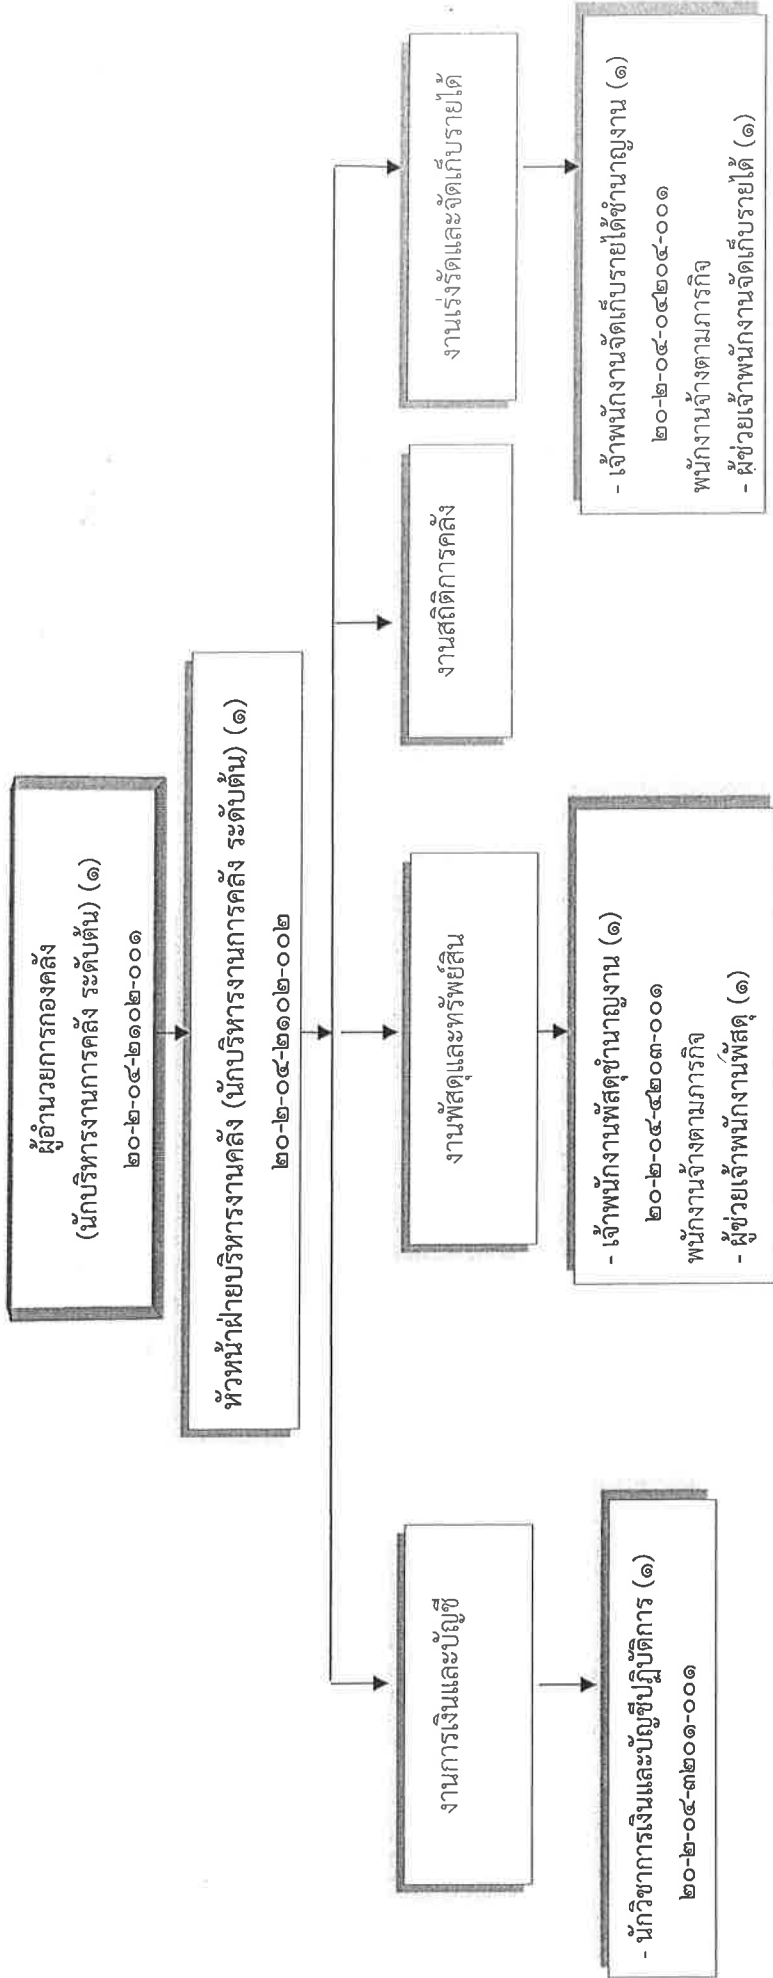 ผู้อำนวยการกองคลัง
(นักบริหารงานการคลัง ระดับต้น) (๑)
๒๐-๒-๐๔-๒๑๐๒-๐๐๑
หัวหน้าฝ่ายบริหารงานคลัง (นักบริหารงานการคลัง ระดับต้น) (๑)
๒๐-๒-๐๔-๒๑๐๒-๐๐๒
งานการเงินและบัญชี
งานพัสดุและทรัพย์สิน
งานสถิติการคลัง
งานเร่งรัดและจัดเก็บรายได้
- นักวิชาการเงินและบัญชีปฏิบัติการ (๑)
๒๐-๒-๐๔-๓๒๐๑-๐๐๑
- เจ้าพนักงานพัสดุชำนาญงาน (๑)
๒๐-๒-๐๔-๔๒๐๓-๐๐๑
พนักงานจ้างตามภารกิจ
- ผู้ช่วยเจ้าพนักงานพัสดุ (๑)
- เจ้าพนักงานจัดเก็บรายได้ชำนาญงาน (๑)
๒๐-๒-๐๔-๐๔๒๐๔-๐๐๑
พนักงานจ้างตามภารกิจ
- ผู้ช่วยเจ้าพนักงานจัดเก็บรายได้ (๑)